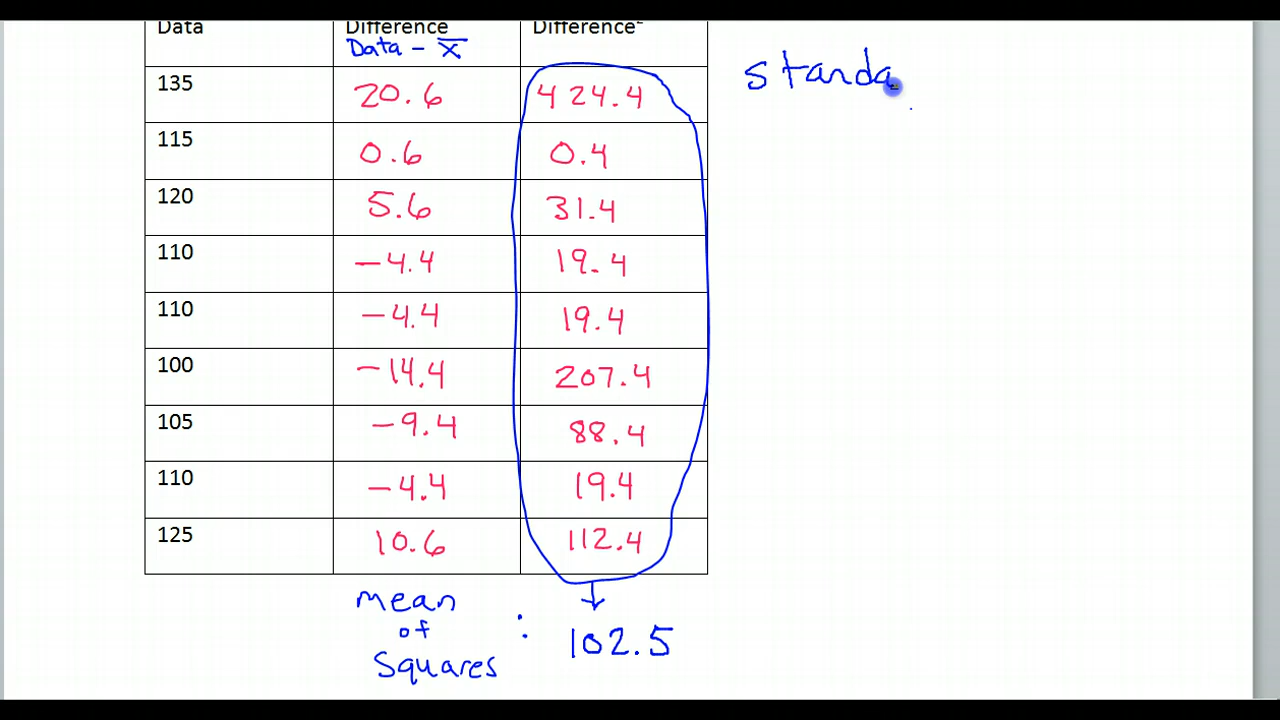 Data Difference Difference²
Data - x̄
135 20.6 424.4
115 0.6 0.4
120 5.6 31.4
110 -4.4 19.4
110 -4.4 19.4
100 -14.4 207.4
105 -9.4 88.4
110 -4.4 19.4
125 10.6 112.4
mean
of
squares : 102.5
standa